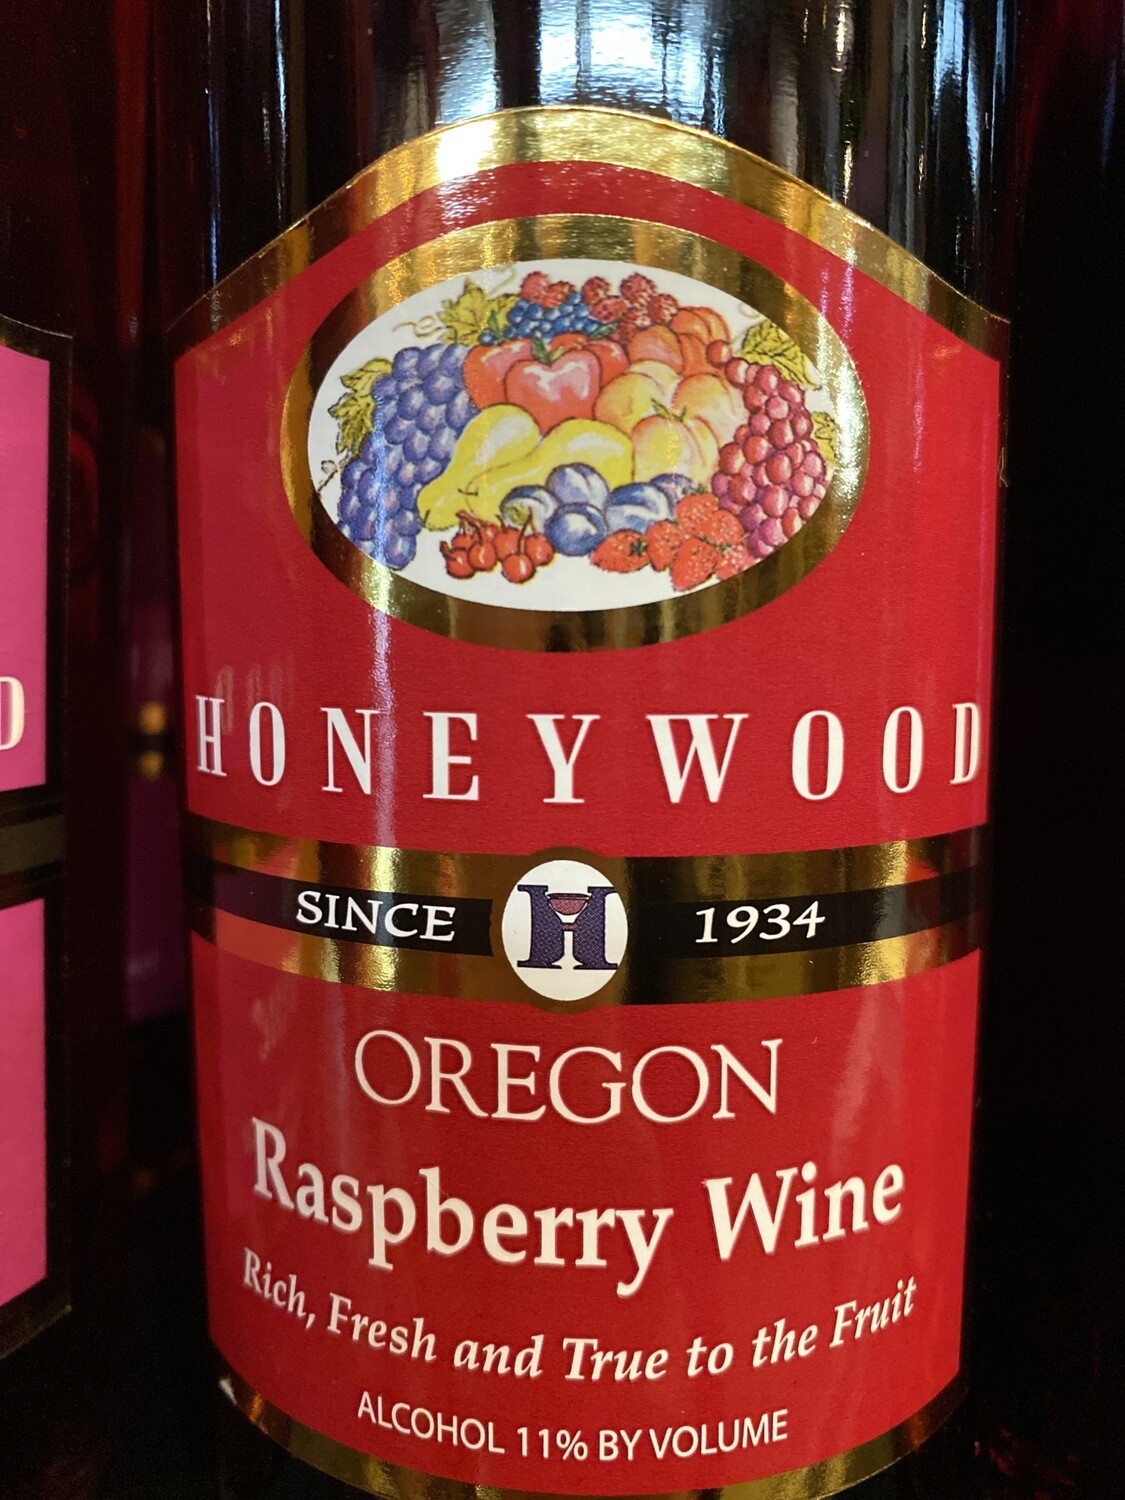 HONEYWOOD
SINCE H 1934
OREGON
Raspberry Wine
Rich, Fresh and True to the Fruit
ALCOHOL 11% BY VOLUME
D